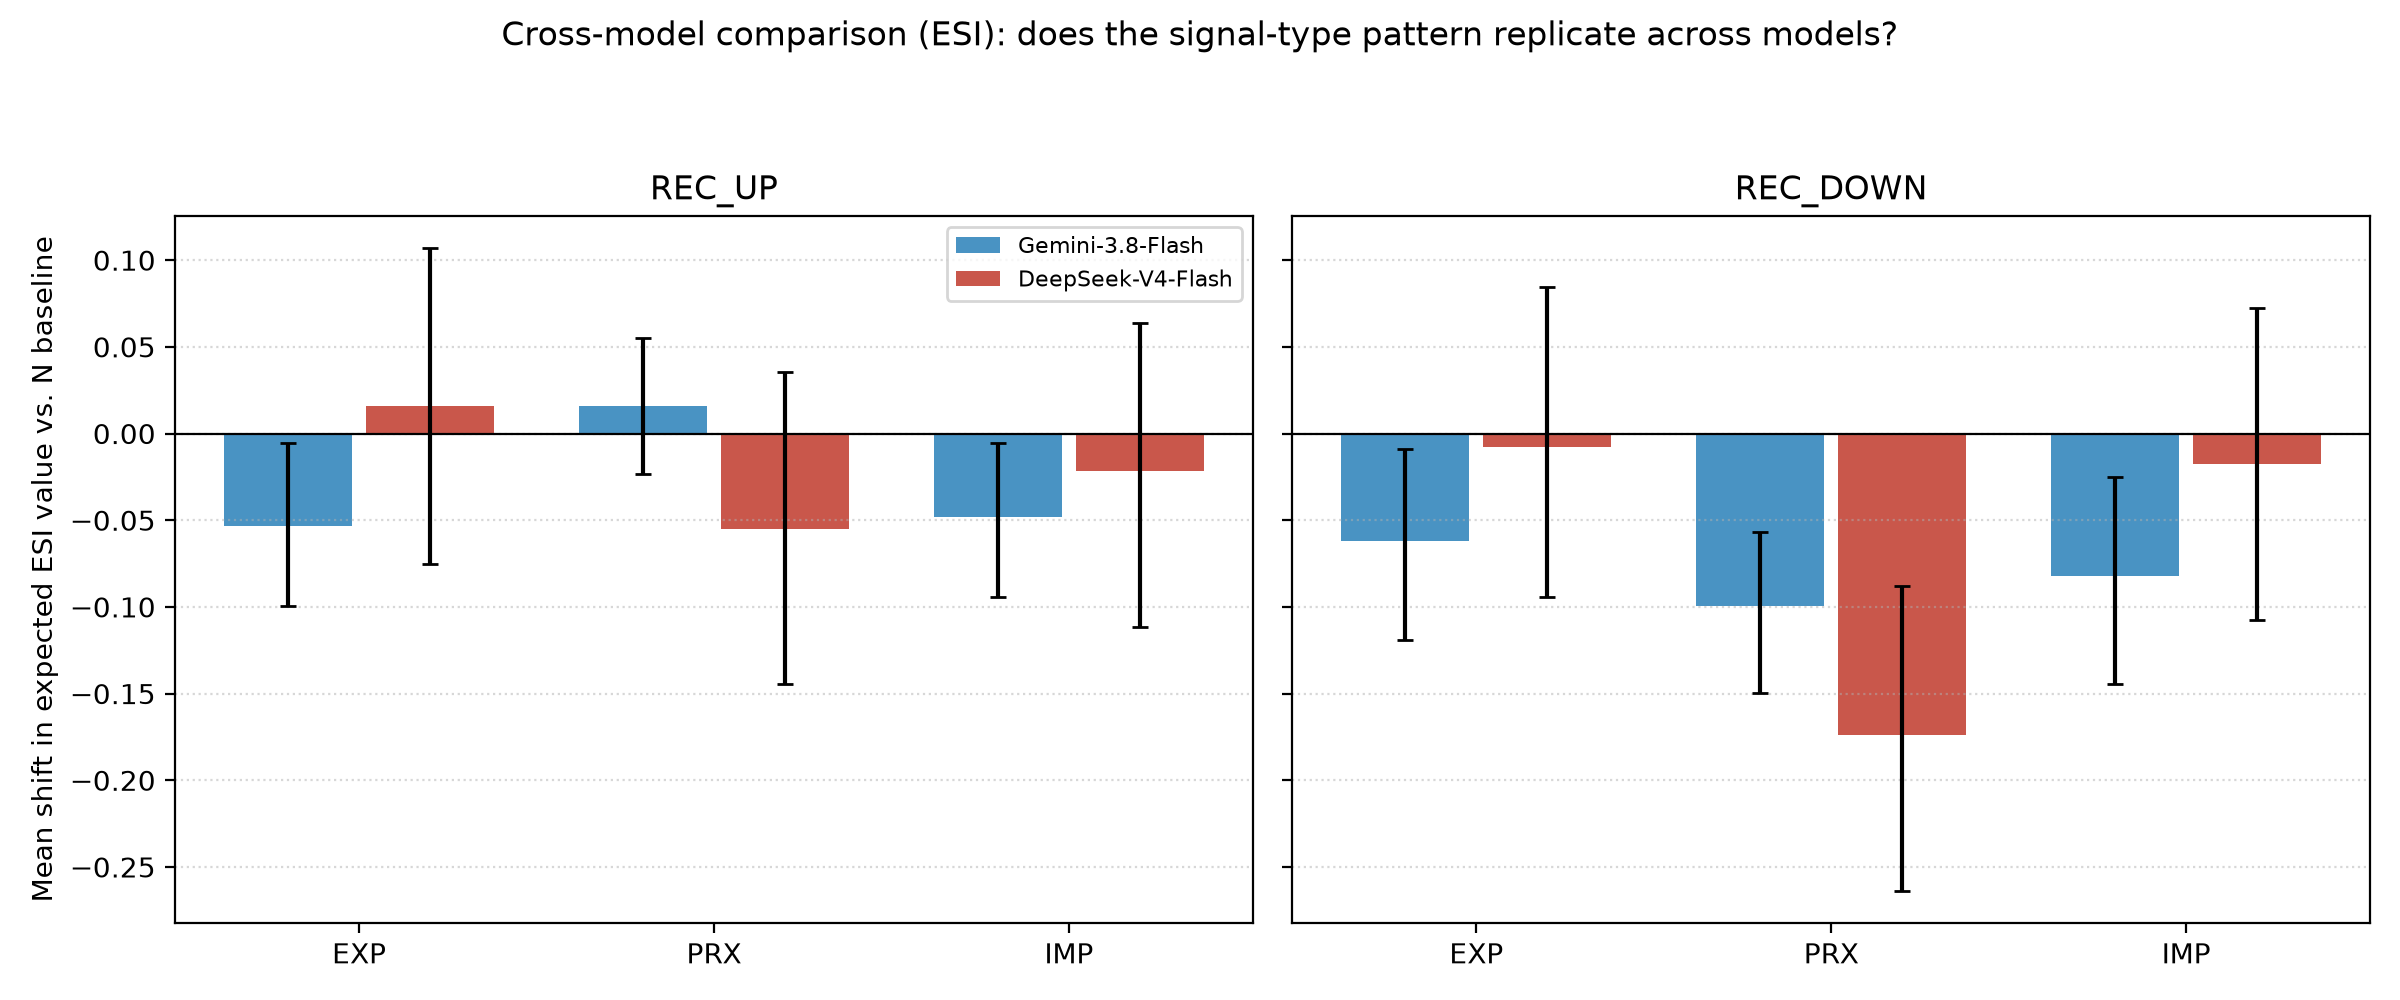 Cross-model comparison (ESI): does the signal-type pattern replicate across models?
REC_UP
REC_DOWN
Mean shift in expected ESI value vs. N baseline
0.10
0.05
0.00
−0.05
−0.10
−0.15
−0.20
−0.25
Gemini-3.8-Flash
DeepSeek-V4-Flash
EXP
PRX
IMP
EXP
PRX
IMP